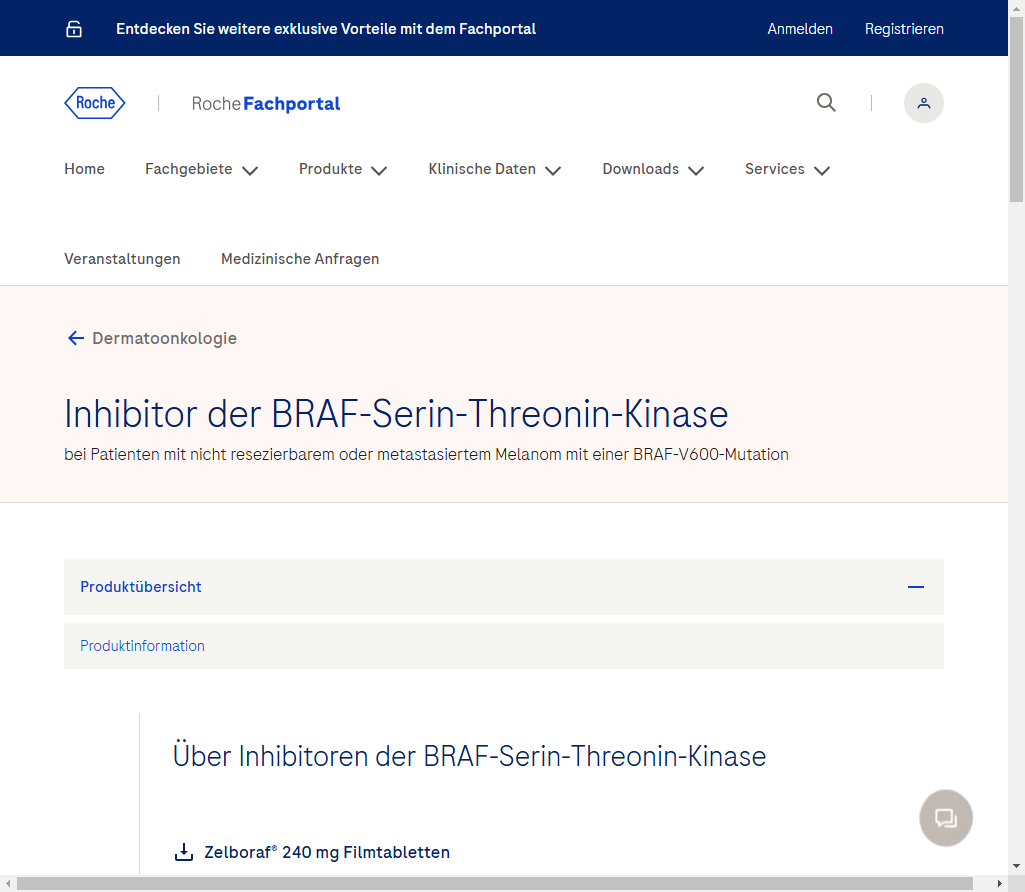 Entdecken Sie weitere exklusive Vorteile mit dem Fachportal
Anmelden
Registrieren
Roche
Roche Fachportal
Home
Fachgebiete
Produkte
Klinische Daten
Downloads
Services
Veranstaltungen
Medizinische Anfragen
Dermatoonkologie
Inhibitor der BRAF-Serin-Threonin-Kinase
bei Patienten mit nicht resezierbarem oder metastasiertem Melanom mit einer BRAF-V600-Mutation
Produktübersicht
Produktinformation
Über Inhibitoren der BRAF-Serin-Threonin-Kinase
Zelboraf® 240 mg Filmtabletten